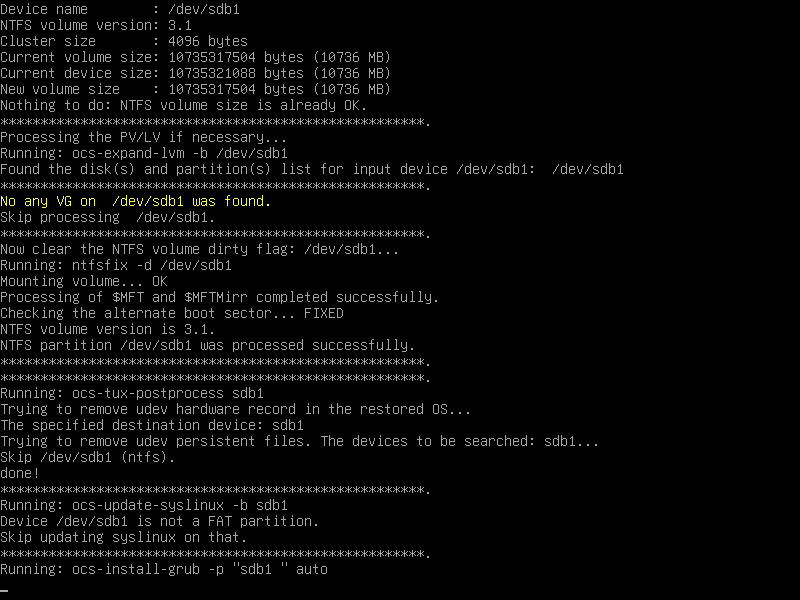 Device name        : /dev/sdb1
NTFS volume version: 3.1
Cluster size       : 4096 bytes
Current volume size: 10735317504 bytes (10736 MB)
Current device size: 10735321088 bytes (10736 MB)
New volume size    : 10735317504 bytes (10736 MB)
Nothing to do: NTFS volume size is already OK.
*****************************************************.
Processing the PV/LV if necessary...
Running: ocs-expand-lvm -b /dev/sdb1
Found the disk(s) and partition(s) list for input device /dev/sdb1:  /dev/sdb1
*****************************************************.
No any VG on  /dev/sdb1 was found.
Skip processing  /dev/sdb1.
*****************************************************.
Now clear the NTFS volume dirty flag: /dev/sdb1...
Running: ntfsfix -d /dev/sdb1
Mounting volume... OK
Processing of $MFT and $MFTMirr completed successfully.
Checking the alternate boot sector... FIXED
NTFS volume version is 3.1.
NTFS partition /dev/sdb1 was processed successfully.
*****************************************************.
*****************************************************.
Running: ocs-tux-postprocess sdb1
Trying to remove udev hardware record in the restored OS...
The specified destination device: sdb1
Trying to remove udev persistent files. The devices to be searched: sdb1...
Skip /dev/sdb1 (ntfs).
done!
*****************************************************.
Running: ocs-update-syslinux -b sdb1
Device /dev/sdb1 is not a FAT partition.
Skip updating syslinux on that.
*****************************************************.
Running: ocs-install-grub -p "sdb1 " auto
_